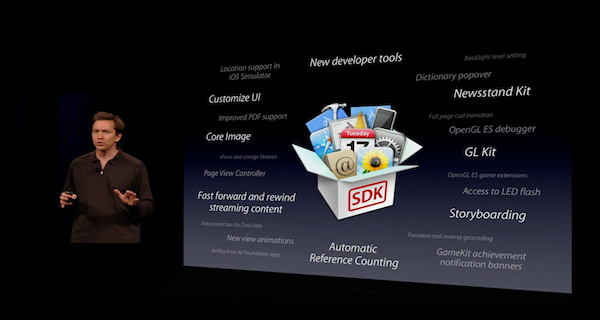 New developer tools
Location support in
iOS Simulator
Backlight level setting
Dictionary popover
Customize UI
Newsstand Kit
Improved PDF support
Full page curl transition
OpenGL ES debugger
Core Image
GL Kit
vForce and vImage libraries
Page View Controller
OpenGL ES game extensions
Access to LED flash
Fast forward and rewind
streaming content
Storyboarding
Data protection for Core Data
New view animations
Forward and reverse geocoding
AirPlay from AV Foundation apps
Automatic
Reference Counting
GameKit achievement
notification banners
Tuesday
17
@
SDK